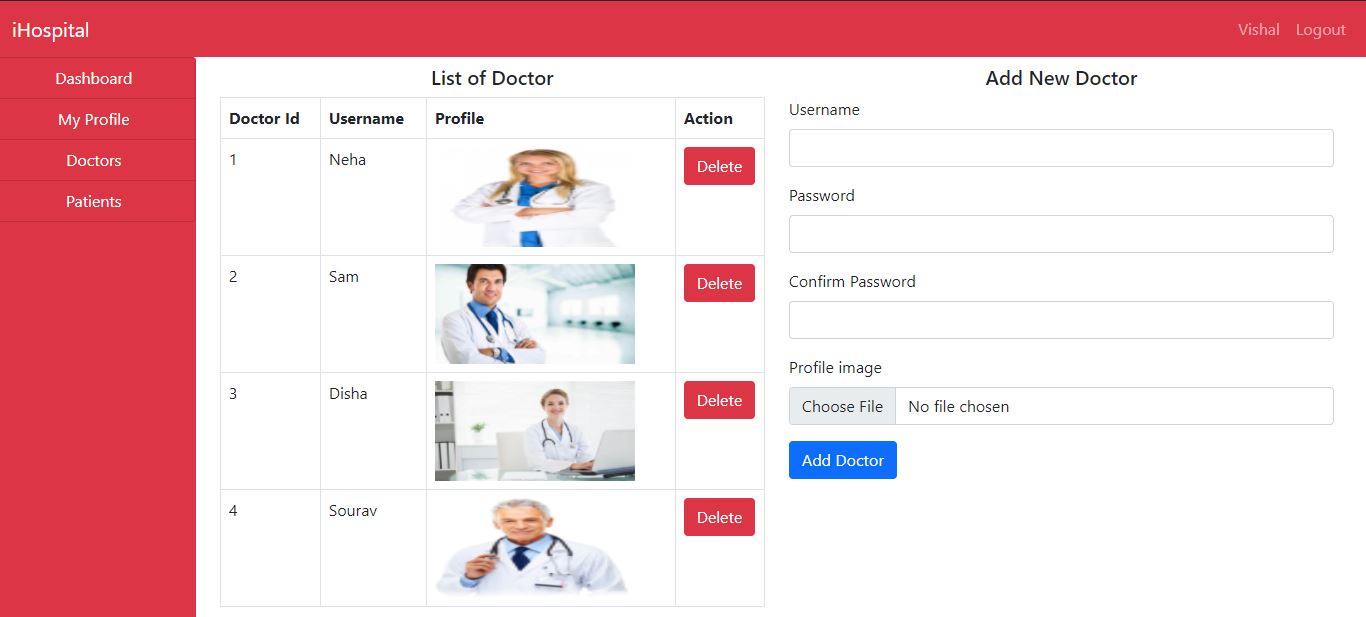 iHospital
Vishal Logout
Dashboard
My Profile
Doctors
Patients
List of Doctor
Doctor Id Username Profile Action
1 Neha Delete
2 Sam Delete
3 Disha Delete
4 Sourav Delete
Add New Doctor
Username
Password
Confirm Password
Profile image
Choose File No file chosen
Add Doctor